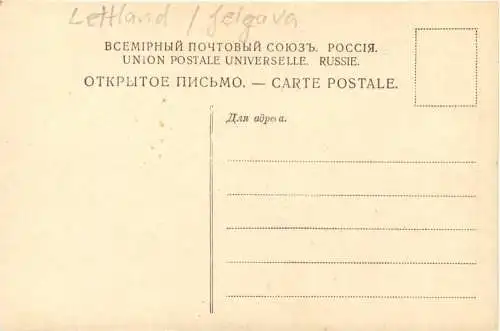 Lettland / Jelgava
ВСЕМІРНЫЙ ПОЧТОВЫЙ СОЮЗЪ. РОССІЯ.
UNION POSTALE UNIVERSELLE. RUSSIE.
ОТКРЫТОЕ ПИСЬМО. — CARTE POSTALE.
Для адреса.